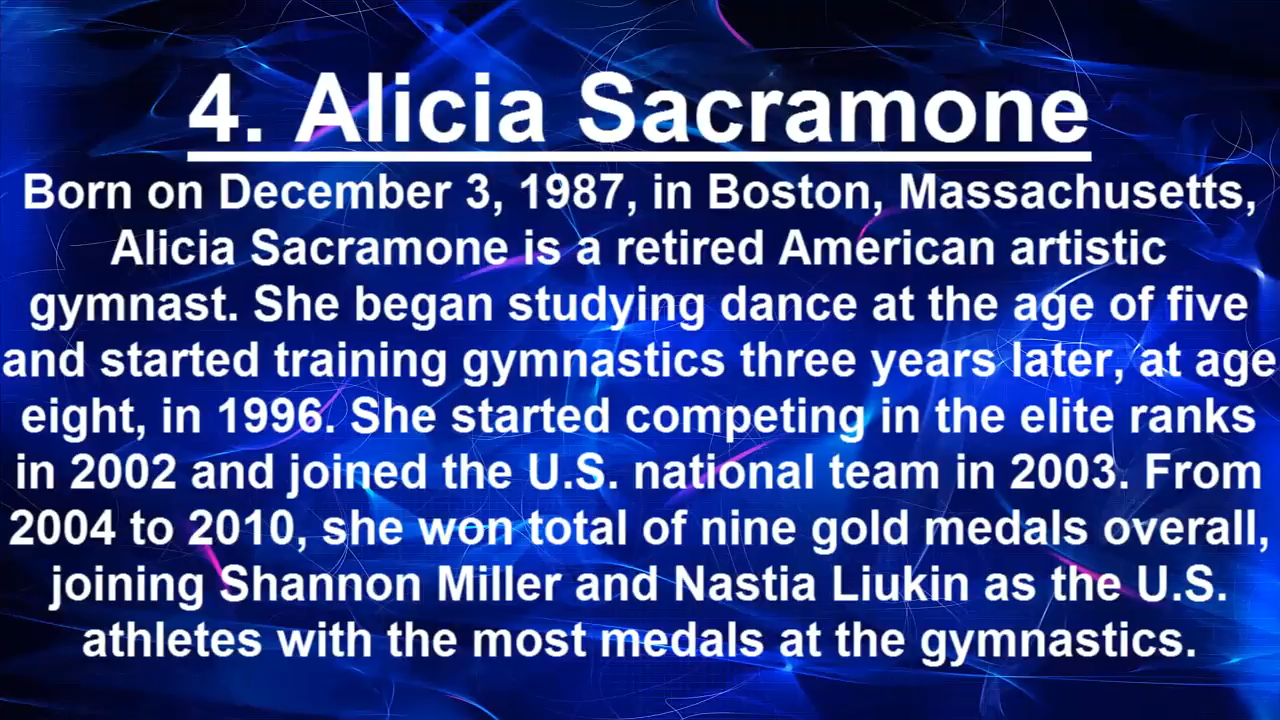 4. Alicia Sacramone
Born on December 3, 1987, in Boston, Massachusetts,
Alicia Sacramone is a retired American artistic
gymnast. She began studying dance at the age of five
and started training gymnastics three years later, at age
eight, in 1996. She started competing in the elite ranks
in 2002 and joined the U.S. national team in 2003. From
2004 to 2010, she won total of nine gold medals overall,
joining Shannon Miller and Nastia Liukin as the U.S.
athletes with the most medals at the gymnastics.